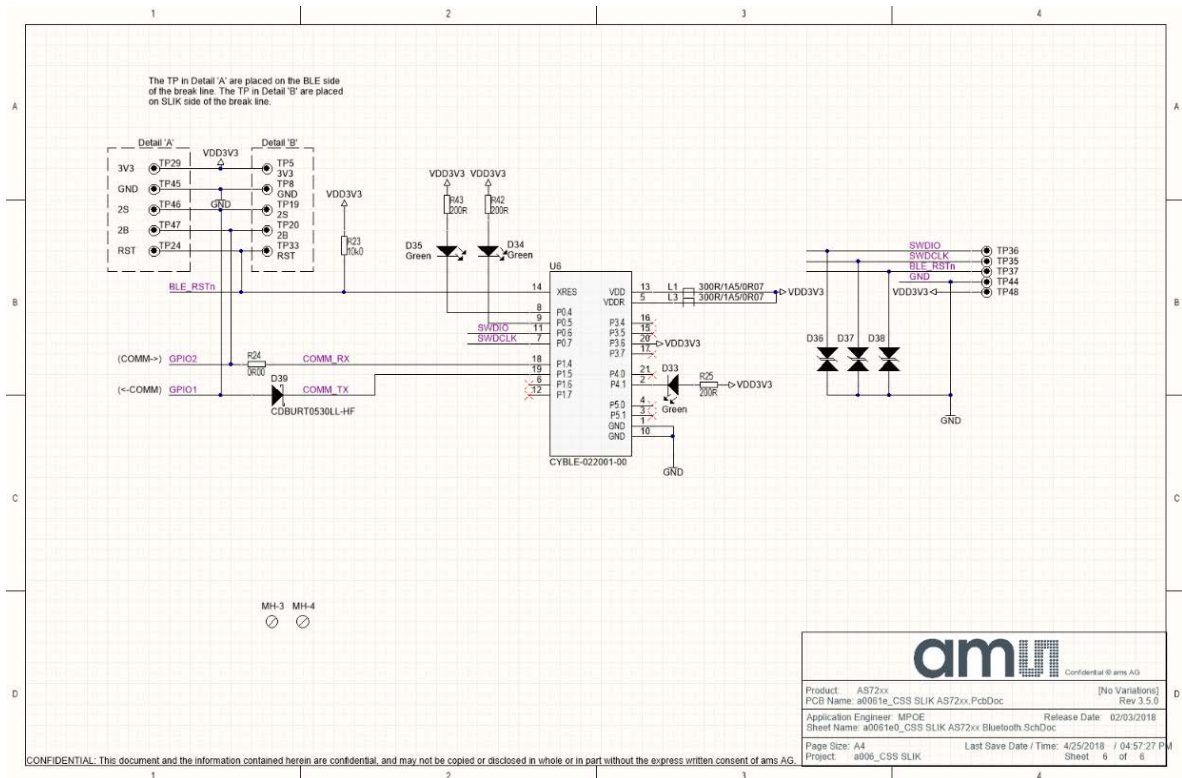 1 2 3 4
The TP in Detail 'A' are placed on the BLE side
of the break line. The TP in Detail 'B' are placed
on SLIK side of the break line.
A A
Detail 'A' Detail 'B'
VDD3V3
3V3 TP29 TP5
3V3
GND TP45 TP8
GND
GND
2S TP46 TP19
2S
2B TP47 TP20
2B
RST TP24 TP33
RST
VDD3V3
R23
10k0
VDD3V3 VDD3V3
R43
200R
R42
200R
D35
Green
D34
Green
B B
BLE_RSTn
SWDIO
SWDCLK
(COMM->) GPIO2
R24
0R00
COMM_RX
(<-COMM) GPIO1
D39
COMM_TX
CDBURT0530LL-HF
U6
14 XRES
8 P0.4
9 P0.5
11 P0.6
7 P0.7
18 P1.4
19 P1.5
6 P1.6
12 P1.7
VDD 13
VDDR 5
P3.4 16
P3.5 15
P3.6 20
P3.7 17
P4.0 21
P4.1 2
P5.0 4
P5.1 3
GND 1
GND 10
CYBLE-022001-00
L1 300R/1A5/0R07
L3 300R/1A5/0R07
VDD3V3
VDD3V3
D33
Green
R25
200R
VDD3V3
GND
SWDIO TP36
SWDCLK TP35
BLE_RSTn TP37
GND TP44
VDD3V3 TP48
D36 D37 D38
GND
C C
MH-3 MH-4
D D
amu
Confidential © ams AG
Product: AS72xx [No Variations]
PCB Name: a0061e_CSS SLIK AS72xx.PcbDoc Rev 3.5.0
Application Engineer: MPOE Release Date: 02/03/2018
Sheet Name: a0061e0_CSS SLIK AS72xx Bluetooth.SchDoc
Page Size: A4 Last Save Date / Time: 4/25/2018 / 04:57:27 PM
Project: a006_CSS SLIK Sheet 6 of 6
CONFIDENTIAL: This document and the information contained herein are confidential, and may not be copied or disclosed in whole or in part without the express written consent of ams AG.
1 2 3 4